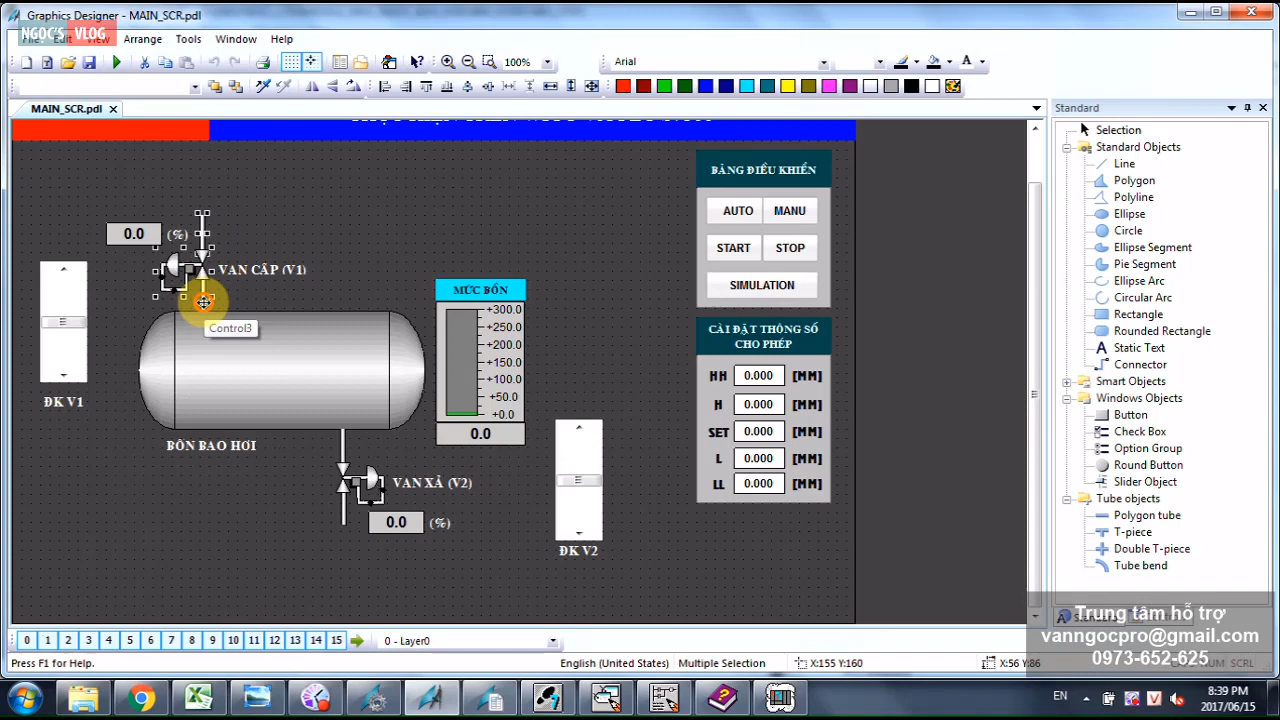 Graphics Designer - MAIN_SCR.pdl
NGOC'S VLOG
Arrange Tools Window Help
100% Arial
MAIN_SCR.pdl
Standard
Selection
Standard Objects
Line
Polygon
Polyline
Ellipse
Circle
Ellipse Segment
Pie Segment
Ellipse Arc
Circular Arc
Rectangle
Rounded Rectangle
Static Text
Connector
Smart Objects
Windows Objects
Button
Check Box
Option Group
Round Button
Slider Object
Tube objects
Polygon tube
T-piece
Double T-piece
Tube bend
BẢNG ĐIỀU KHIỂN
AUTO MANU
START STOP
SIMULATION
CÀI ĐẶT THÔNG SỐ
CHO PHÉP
HH 0.000 [MM]
H 0.000 [MM]
SET 0.000 [MM]
L 0.000 [MM]
LL 0.000 [MM]
0.0 (%)
VAN CẤP (V1)
Control3
ĐK V1
BỒN BAO HƠI
MỨC BỒN
+300.0
+250.0
+200.0
+150.0
+100.0
+50.0
+0.0
0.0
VAN XẢ (V2)
0.0 (%)
ĐK V2
0 1 2 3 4 5 6 7 8 9 10 11 12 13 14 15 0 - Layer0
Press F1 for Help. English (United States) Multiple Selection X:155 Y:160 X:56 Y:86
Trung tâm hỗ trợ
vanngocpro@gmail.com
0973-652-625
EN 8:39 PM
2017/06/15